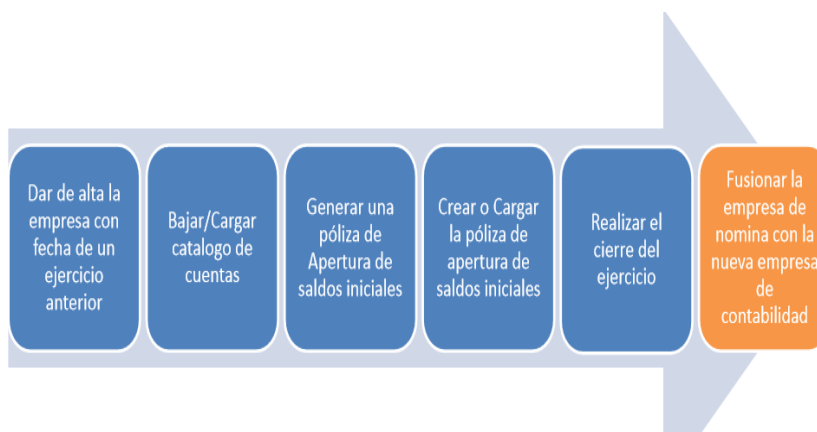 Dar de alta la
empresa con
fecha de un
ejercicio
anterior
Bajar/Cargar
catalogo de
cuentas
Generar una
póliza de
Apertura de
saldos iniciales
Crear o Cargar
la póliza de
apertura de
saldos iniciales
Realizar el
cierre del
ejercicio
Fusionar la
empresa de
nomina con la
nueva empresa
de
contabilidad